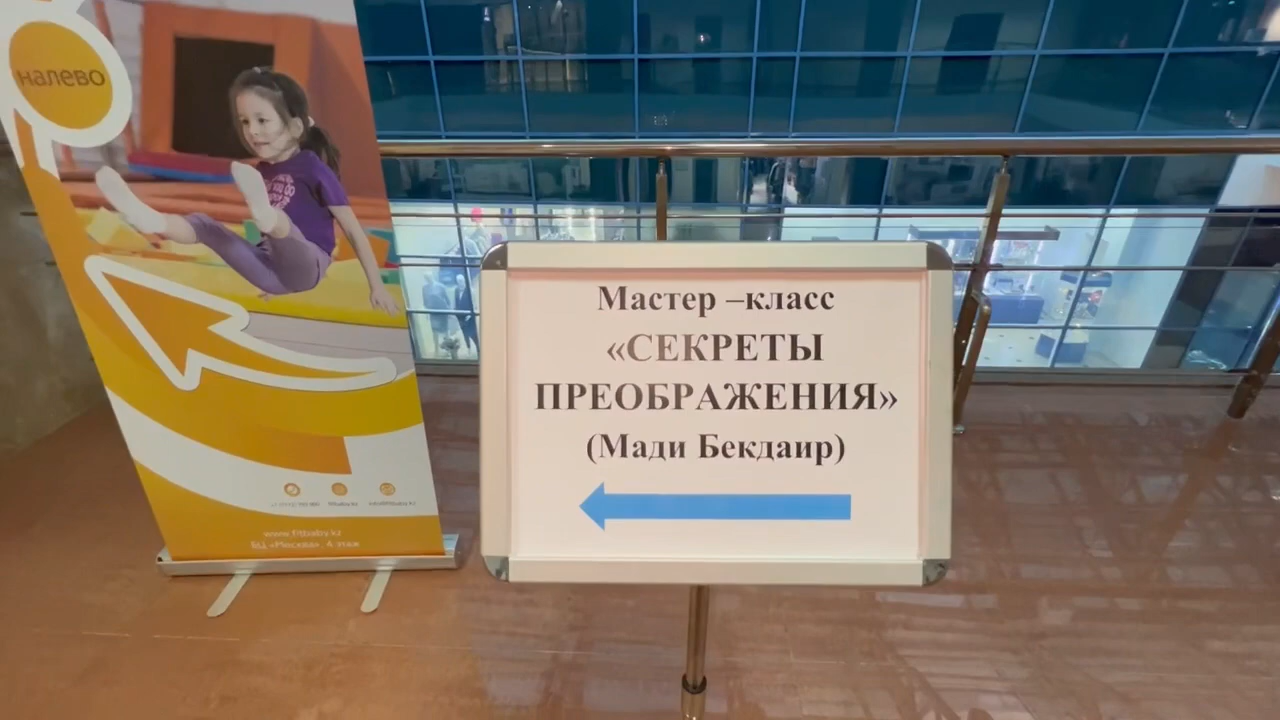 налево
www.fitbaby.kz
БЦ «Москва», 4 этаж
Мастер –класс
«СЕКРЕТЫ
ПРЕОБРАЖЕНИЯ»
(Мади Бекдаир)